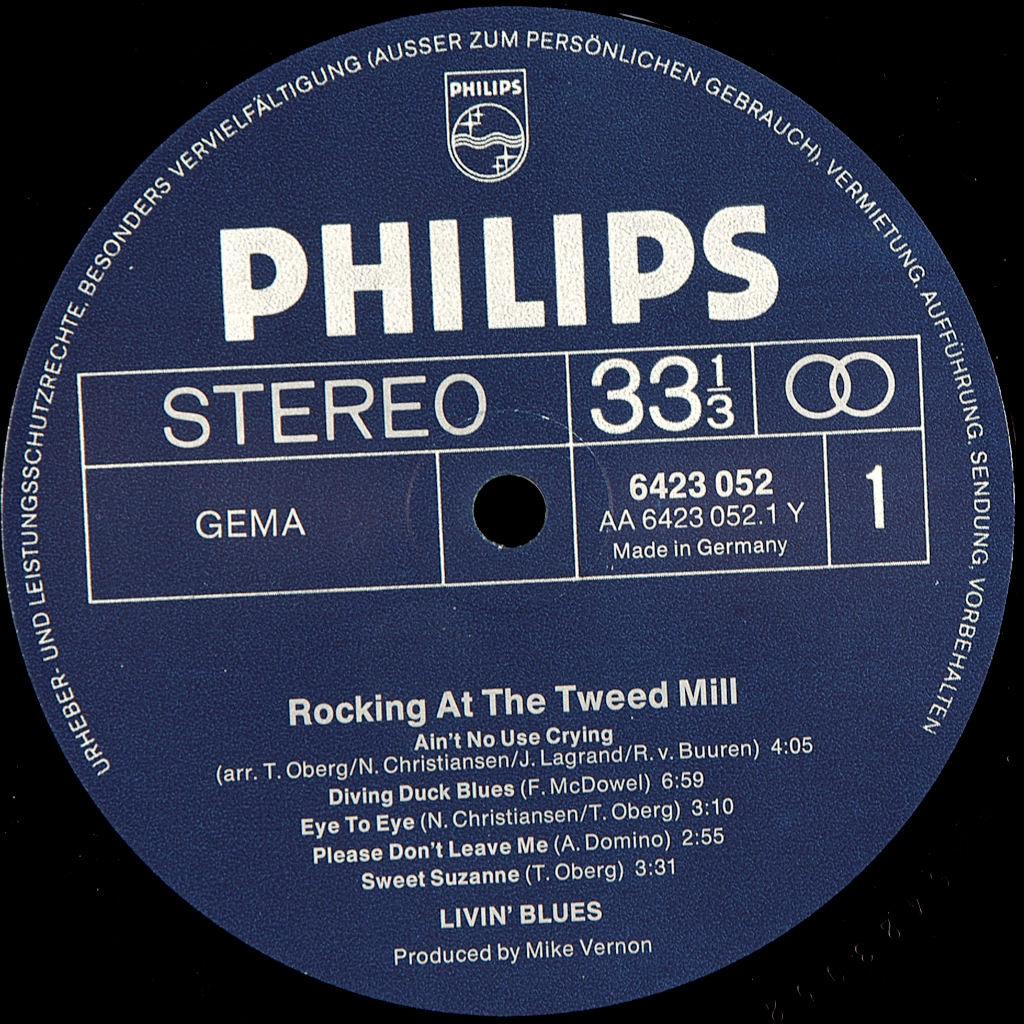 URHEBER- UND LEISTUNGSSCHUTZRECHTE, BESONDERS VERVIELFÄLTIGUNG (AUSSER ZUM PERSÖNLICHEN GEBRAUCH), VERMIETUNG, AUFFÜHRUNG, SENDUNG, VORBEHALTEN
PHILIPS
PHILIPS
STEREO 33 1/3
GEMA 6423 052 1
AA 6423 052.1 Y
Made in Germany
Rocking At The Tweed Mill
Ain't No Use Crying
(arr. T. Oberg/N. Christiansen/J. Lagrand/R. v. Buuren) 4:05
Diving Duck Blues (F. McDowel) 6:59
Eye To Eye (N. Christiansen/T. Oberg) 3:10
Please Don't Leave Me (A. Domino) 2:55
Sweet Suzanne (T. Oberg) 3:31
LIVIN' BLUES
Produced by Mike Vernon